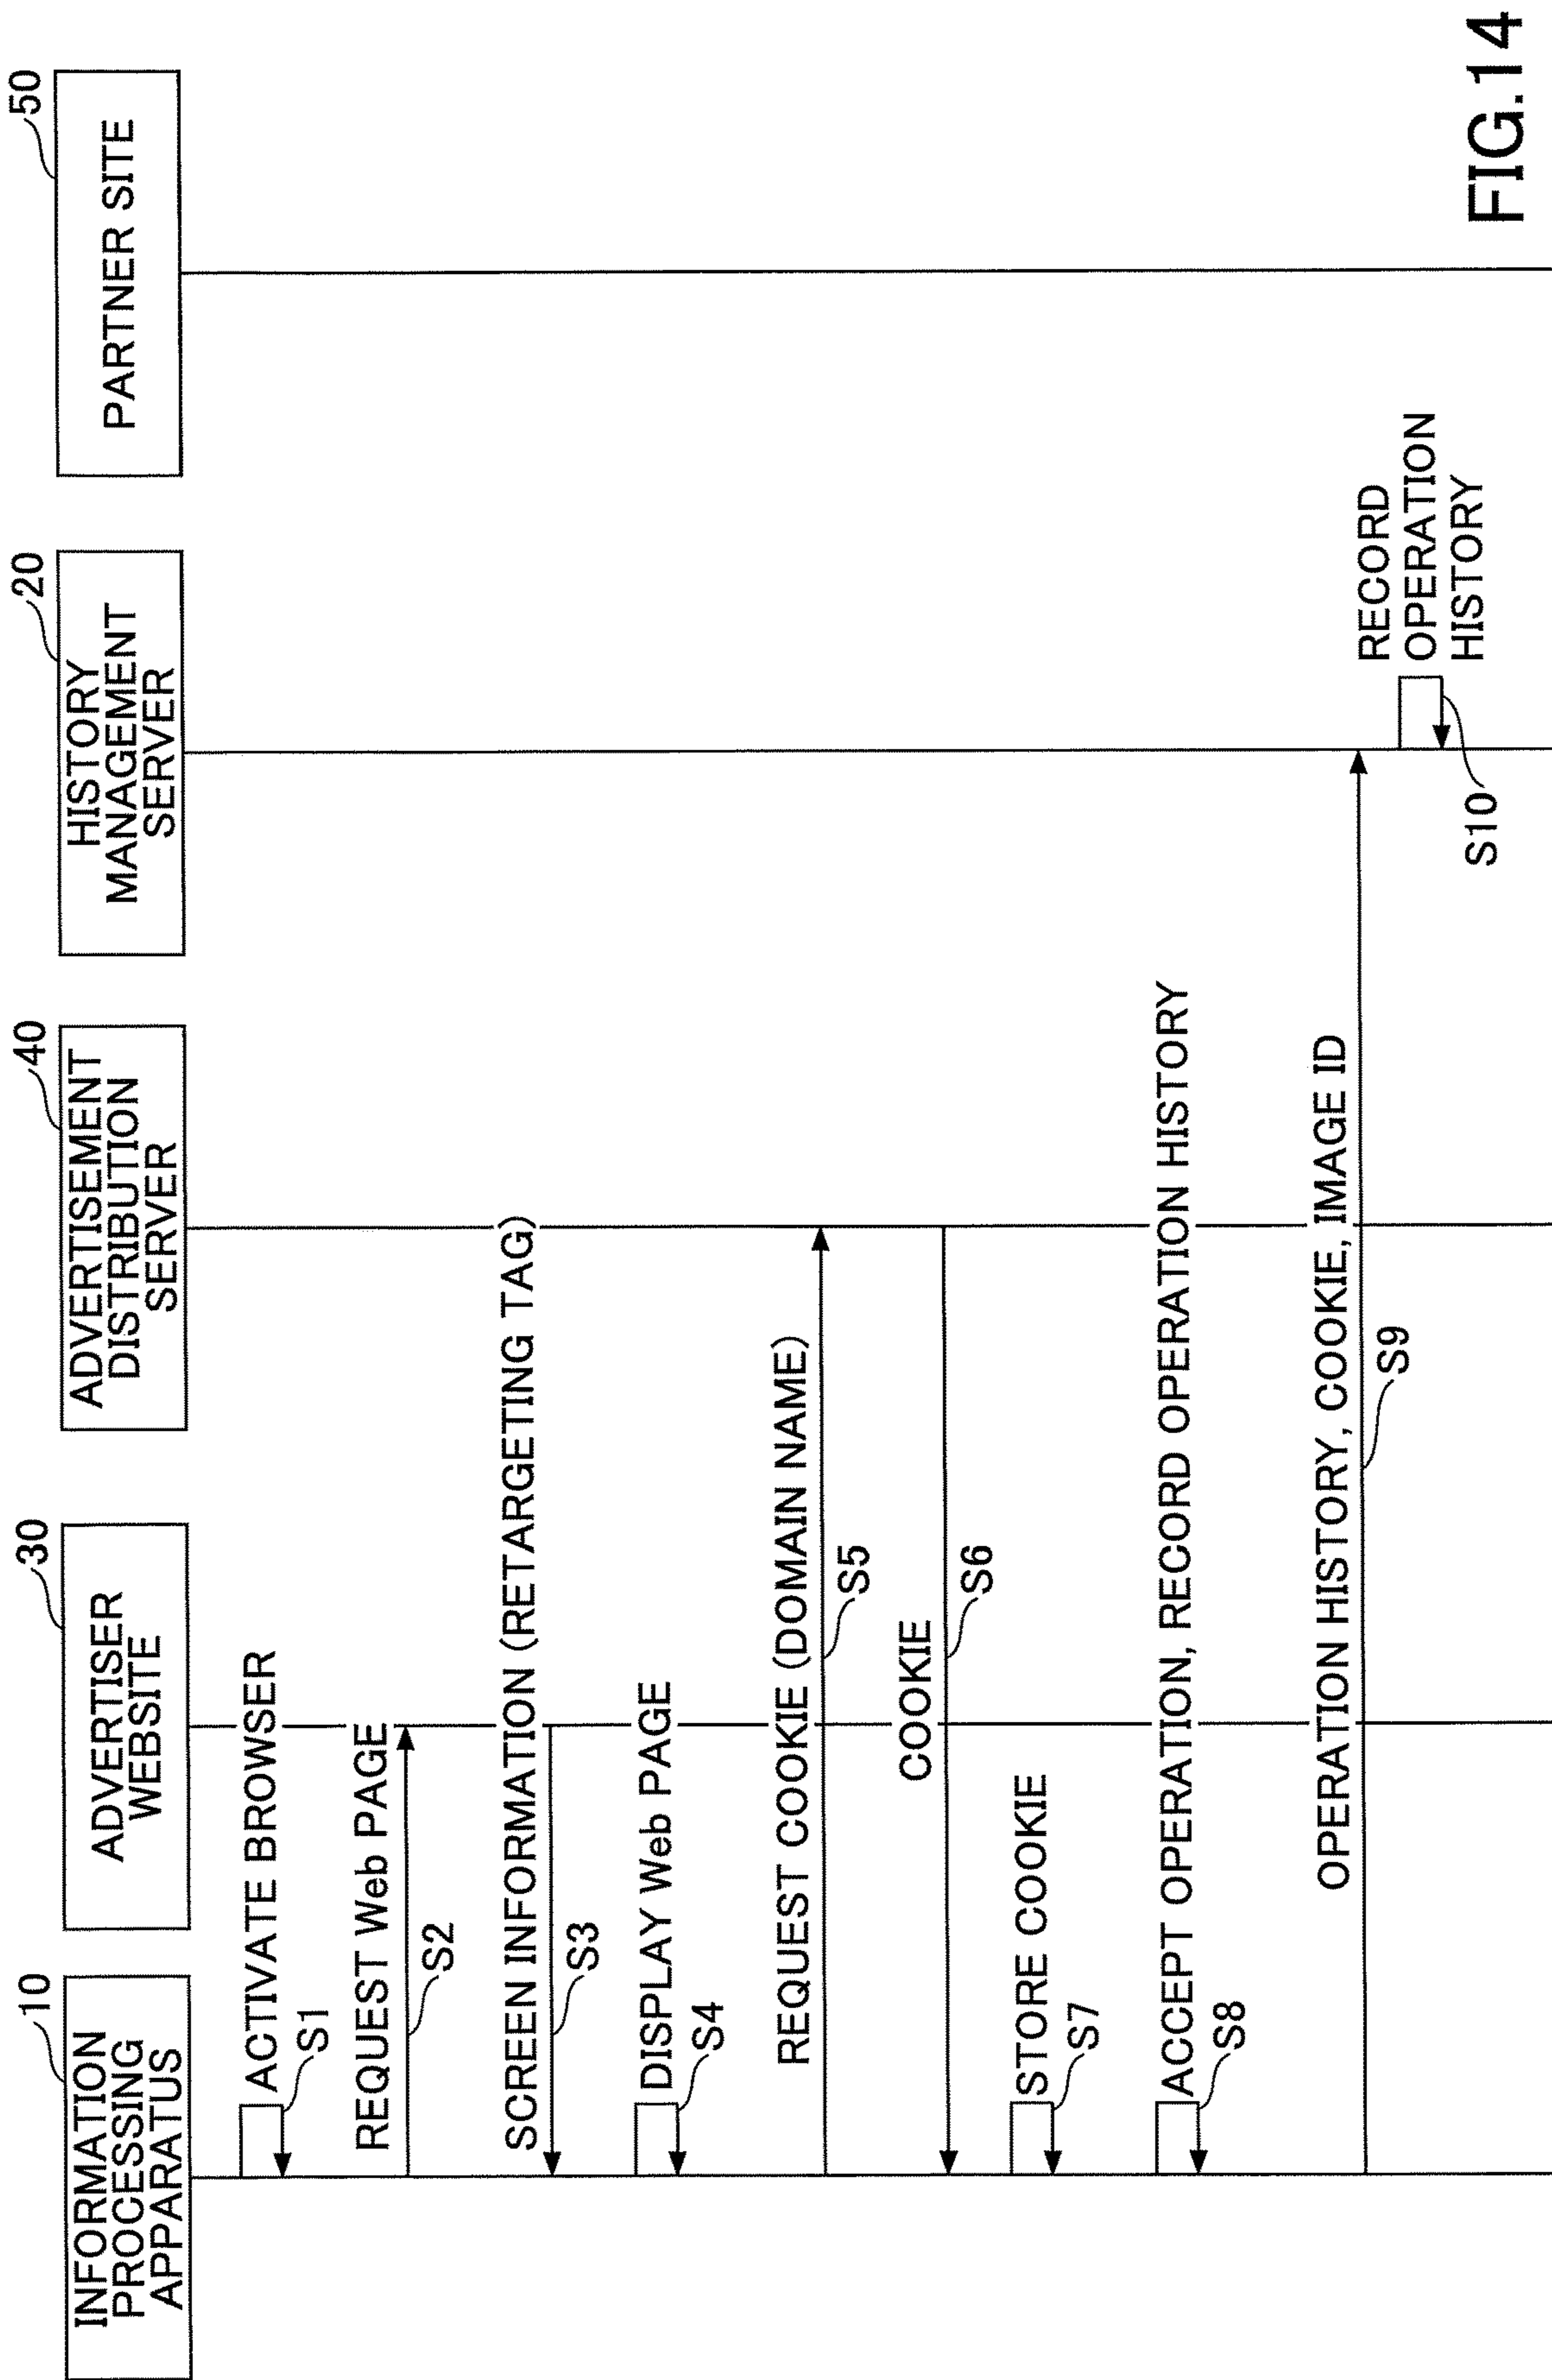 INFORMATION
PROCESSING
APPARATUS
10
ADVERTISER
WEBSITE
30
ADVERTISEMENT
DISTRIBUTION
SERVER
40
HISTORY
MANAGEMENT
SERVER
20
PARTNER SITE
50
ACTIVATE BROWSER
S1
REQUEST Web PAGE
S2
SCREEN INFORMATION (RETARGETING TAG)
S3
DISPLAY Web PAGE
S4
REQUEST COOKIE (DOMAIN NAME)
S5
COOKIE
S6
STORE COOKIE
S7
ACCEPT OPERATION, RECORD OPERATION HISTORY
S8
OPERATION HISTORY, COOKIE, IMAGE ID
S9
RECORD
OPERATION
HISTORY
S10
FIG.14